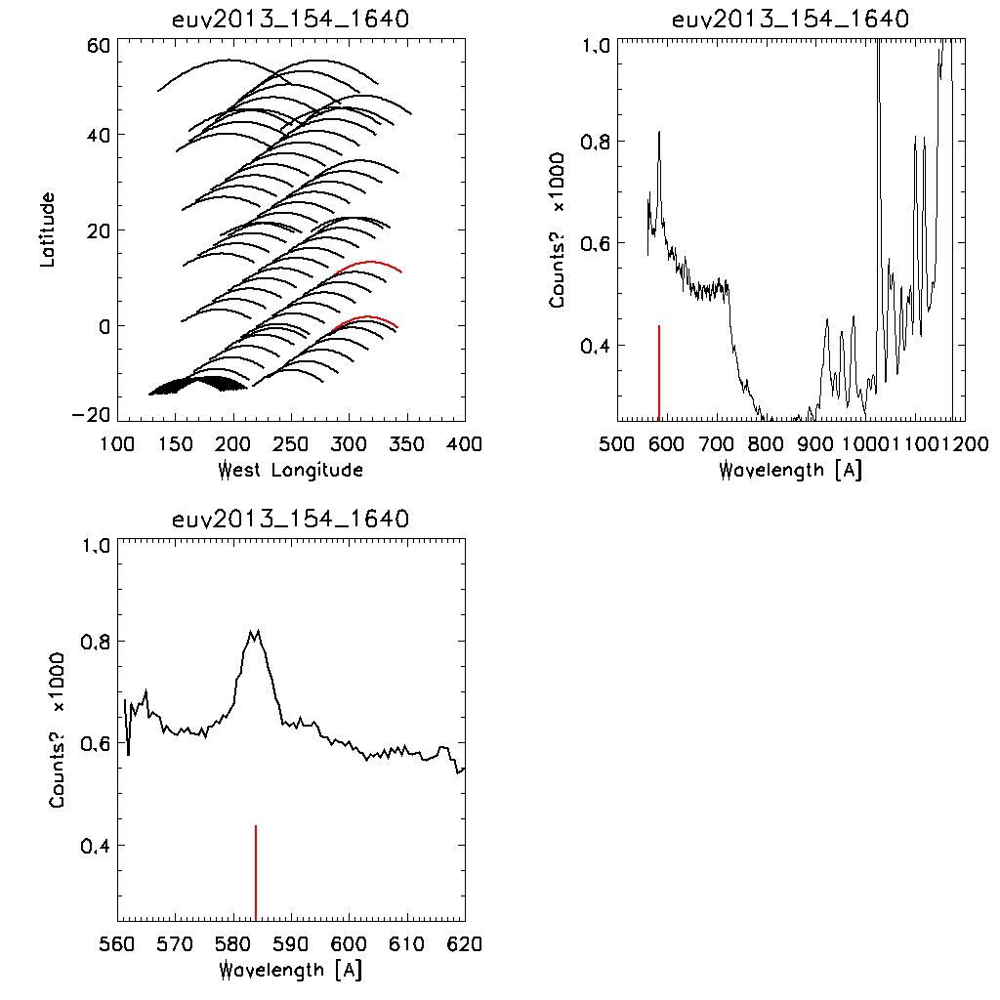 euv2013_154_1640
60
40
20
0
−20
Latitude
100 150 200 250 300 350 400
West Longitude
euv2013_154_1640
1.0
0.8
0.6
0.4
Counts? x1000
500 600 700 800 900 1000 1100 1200
Wavelength [A]
euv2013_154_1640
1.0
0.8
0.6
0.4
Counts? x1000
560 570 580 590 600 610 620
Wavelength [A]